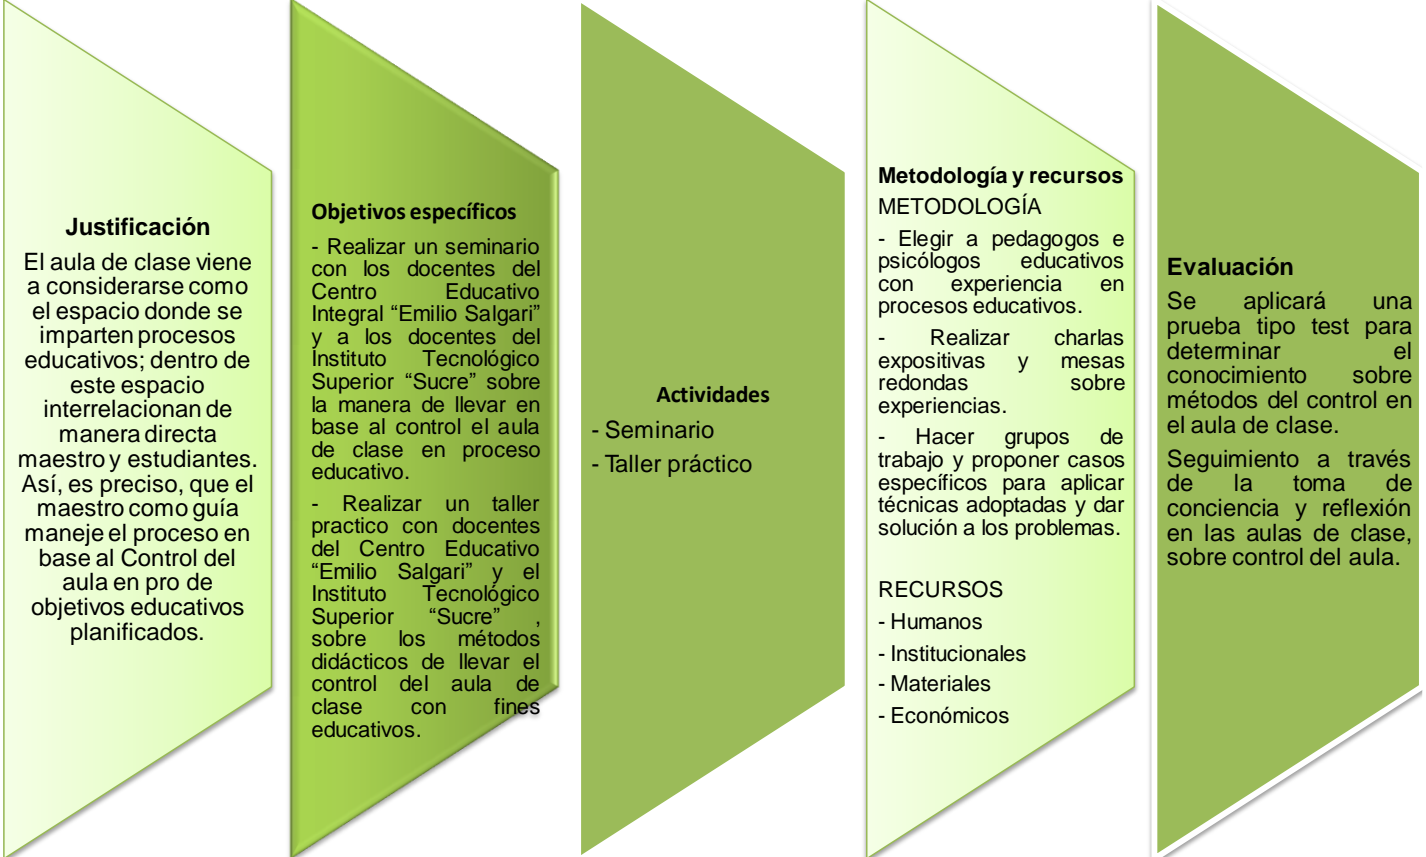 Justificación
El aula de clase viene
a considerarse como
el espacio donde se
imparten procesos
educativos; dentro de
este espacio
interrelacionan de
manera directa
maestro y estudiantes.
Así, es preciso, que el
maestro como guía
maneje el proceso en
base al Control del
aula en pro de
objetivos educativos
planificados.
Objetivos específicos
- Realizar un seminario
con los docentes del
Centro Educativo
Integral “Emilio Salgari”
y a los docentes del
Instituto Tecnológico
Superior “Sucre” sobre
la manera de llevar en
base al control el aula
de clase en proceso
educativo.
- Realizar un taller
practico con docentes
del Centro Educativo
“Emilio Salgari” y el
Instituto Tecnológico
Superior “Sucre” ,
sobre los métodos
didácticos de llevar el
control del aula de
clase con fines
educativos.
Actividades
- Seminario
- Taller práctico
Metodología y recursos
METODOLOGÍA
- Elegir a pedagogos e
psicólogos educativos
con experiencia en
procesos educativos.
- Realizar charlas
expositivas y mesas
redondas sobre
experiencias.
- Hacer grupos de
trabajo y proponer casos
específicos para aplicar
técnicas adoptadas y dar
solución a los problemas.
RECURSOS
- Humanos
- Institucionales
- Materiales
- Económicos
Evaluación
Se aplicará una
prueba tipo test para
determinar el
conocimiento sobre
métodos del control en
el aula de clase.
Seguimiento a través
de la toma de
conciencia y reflexión
en las aulas de clase,
sobre control del aula.